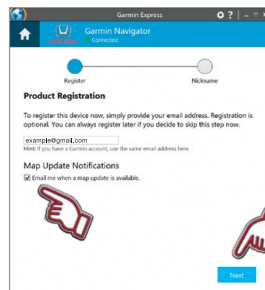 Garmin Express
Garmin Navigator
Connected
Register
Nickname
Product Registration
To register this device now, simply provide your email address. Registration is
optional. You can always register later if you decide to skip this step now.
example@gmail.com
Hint: If you have a Garmin account, use the same email address here.
Map Update Notifications
Email me when a map update is available.
Next